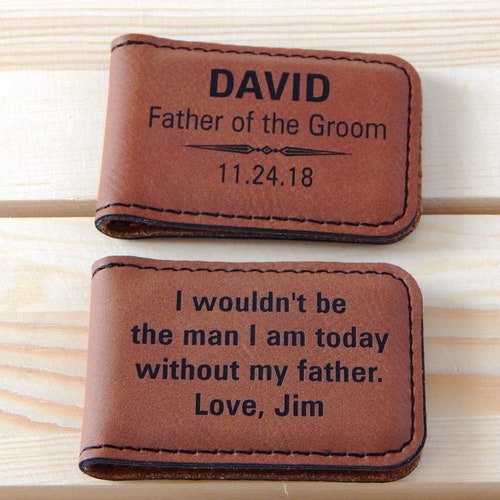 DAVID
Father of the Groom
11.24.18
I wouldn't be
the man I am today
without my father.
Love, Jim